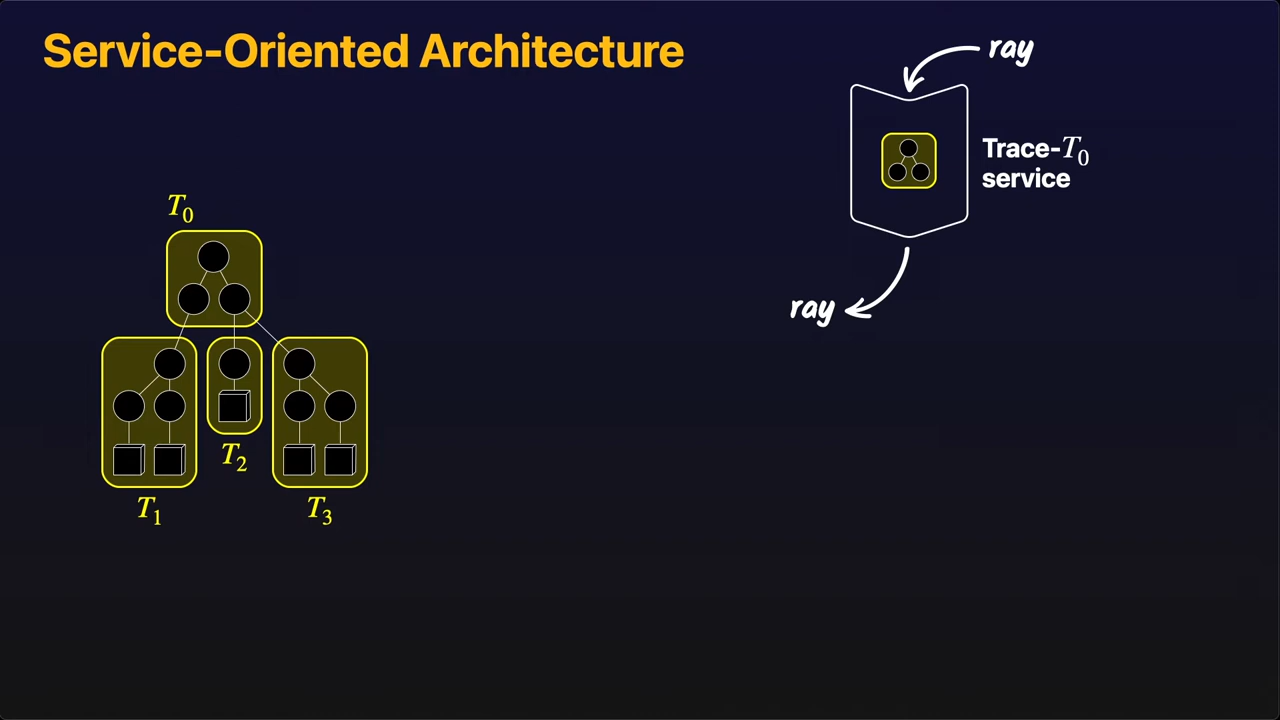 Service-Oriented Architecture
ray
Trace-T₀
service
T₀
ray
T₂
T₁
T₃